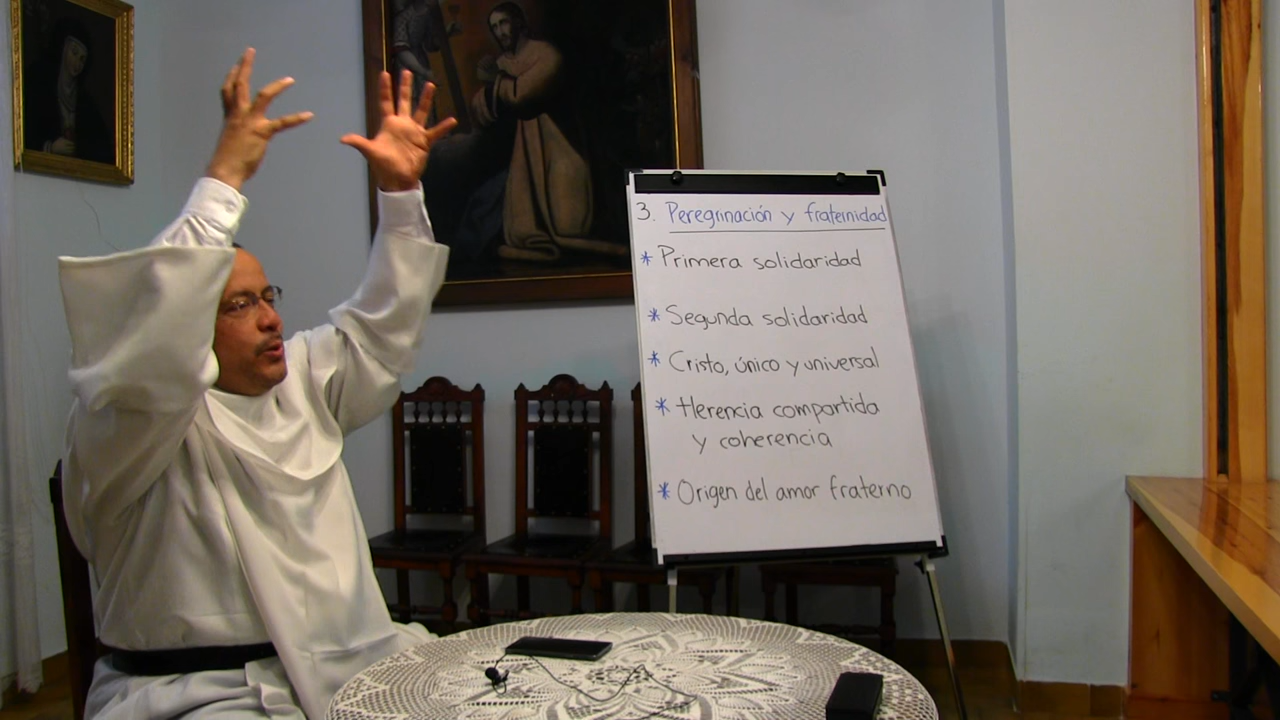 3. Peregrinación y fraternidad
* Primera solidaridad
* Segunda solidaridad
* Cristo, único y universal
* Herencia compartida
y coherencia
* Origen del amor fraterno